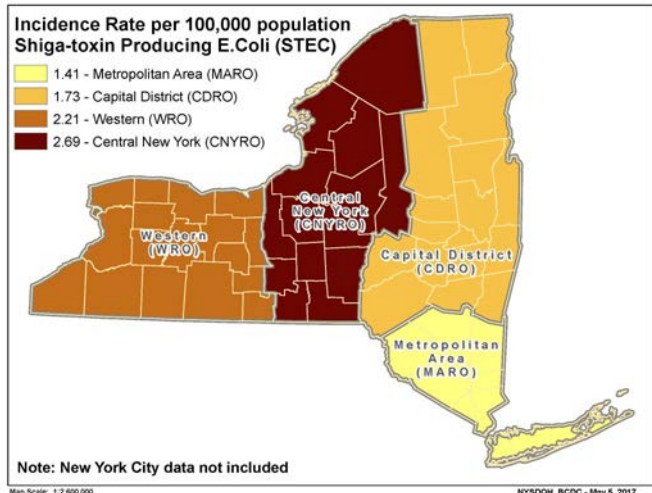 Incidence Rate per 100,000 population
Shiga-toxin Producing E.Coli (STEC)
1.41 - Metropolitan Area (MARO)
1.73 - Capital District (CDRO)
2.21 - Western (WRO)
2.69 - Central New York (CNYRO)
Central
New York
(CNYRO)
Western
(WRO)
Capital District
(CDRO)
Metropolitan
Area
(MARO)
Note: New York City data not included
Map Scale: 1:2,600,000
NYSDOH, BCDC - May 5, 2017